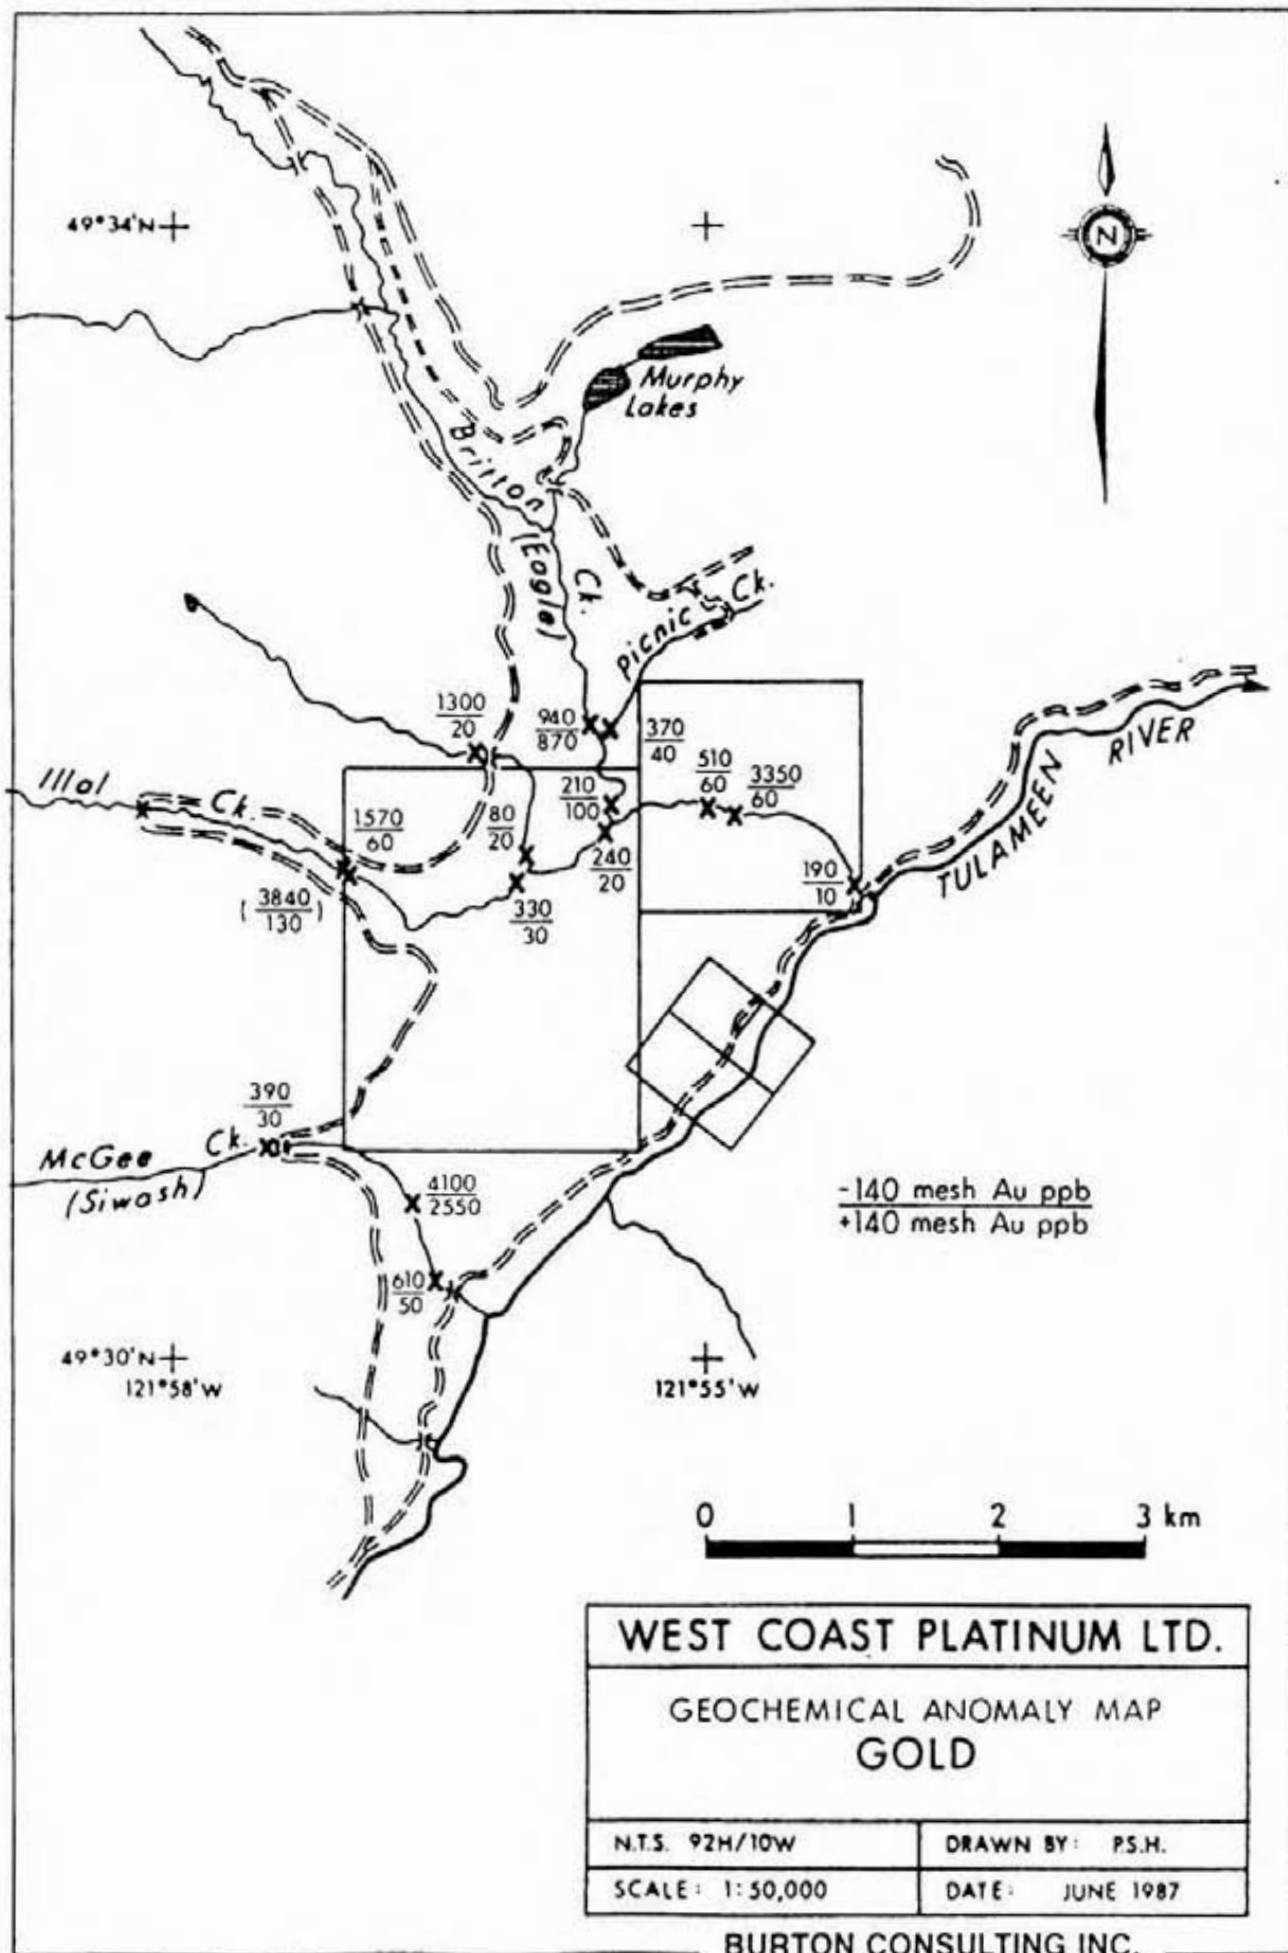 49°34'N
N
Murphy
Lakes
Britton
(Eagle)
Ck.
Picnic Ck.
1300
20
940
870
370
40
510
60
3350
60
Illal Ck.
210
100
1570
60
80
20
240
20
190
10
TULAMEEN RIVER
(3840)
130
330
30
390
30
McGee Ck.
(Siwash)
4100
2550
-140 mesh Au ppb
+140 mesh Au ppb
610
50
49°30'N
121°58'W
121°55'W
0 1 2 3 km
WEST COAST PLATINUM LTD.
GEOCHEMICAL ANOMALY MAP
GOLD
N.T.S. 92H/10W
DRAWN BY: P.S.H.
SCALE: 1:50,000
DATE: JUNE 1987
BURTON CONSULTING INC.